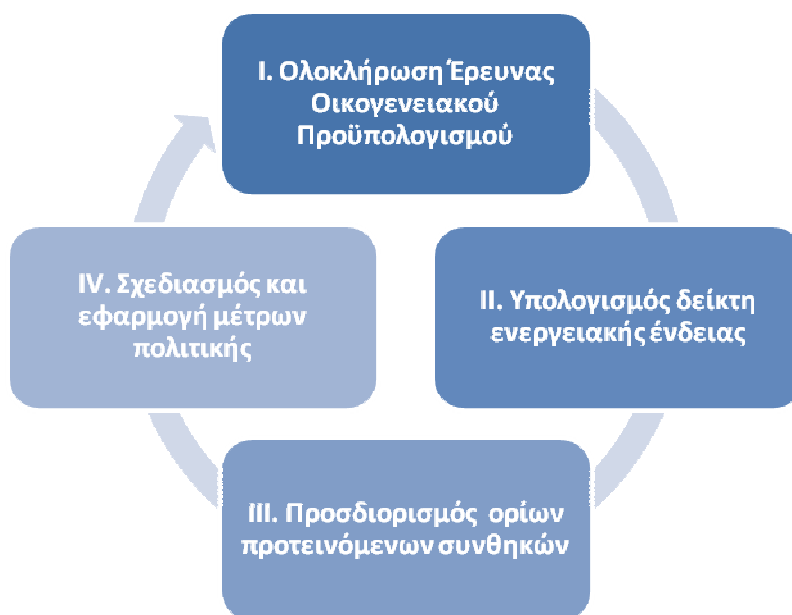 I. Ολοκλήρωση Έρευνας
Οικογενειακού
Προϋπολογισμού
II. Υπολογισμός δείκτη
ενεργειακής ένδειας
III. Προσδιορισμός ορίων
προτεινόμενων συνθηκών
IV. Σχεδιασμός και
εφαρμογή μέτρων
πολιτικής